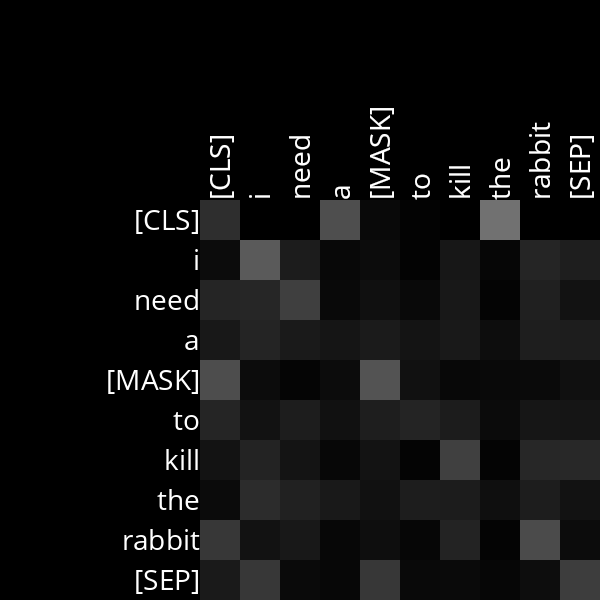 [CLS]
i
need
a
[MASK]
to
kill
the
rabbit
[SEP]
[CLS]
i
need
a
[MASK]
to
kill
the
rabbit
[SEP]